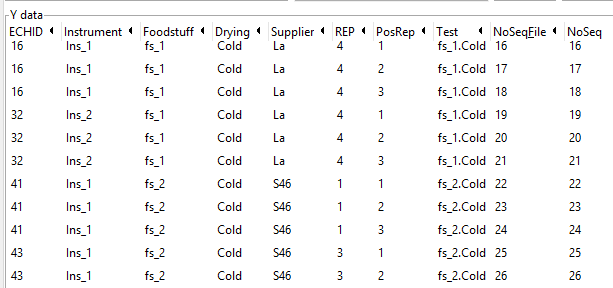 Y data
ECHID Instrument Foodstuff Drying Supplier REP PosRep Test NoSeqFile NoSeq
16 Ins_1 fs_1 Cold La 4 1 fs_1.Cold 16 16
16 Ins_1 fs_1 Cold La 4 2 fs_1.Cold 17 17
16 Ins_1 fs_1 Cold La 4 3 fs_1.Cold 18 18
32 Ins_2 fs_1 Cold La 4 1 fs_1.Cold 19 19
32 Ins_2 fs_1 Cold La 4 2 fs_1.Cold 20 20
32 Ins_2 fs_1 Cold La 4 3 fs_1.Cold 21 21
41 Ins_1 fs_2 Cold S46 1 1 fs_2.Cold 22 22
41 Ins_1 fs_2 Cold S46 1 2 fs_2.Cold 23 23
41 Ins_1 fs_2 Cold S46 1 3 fs_2.Cold 24 24
43 Ins_1 fs_2 Cold S46 3 1 fs_2.Cold 25 25
43 Ins_1 fs_2 Cold S46 3 2 fs_2.Cold 26 26